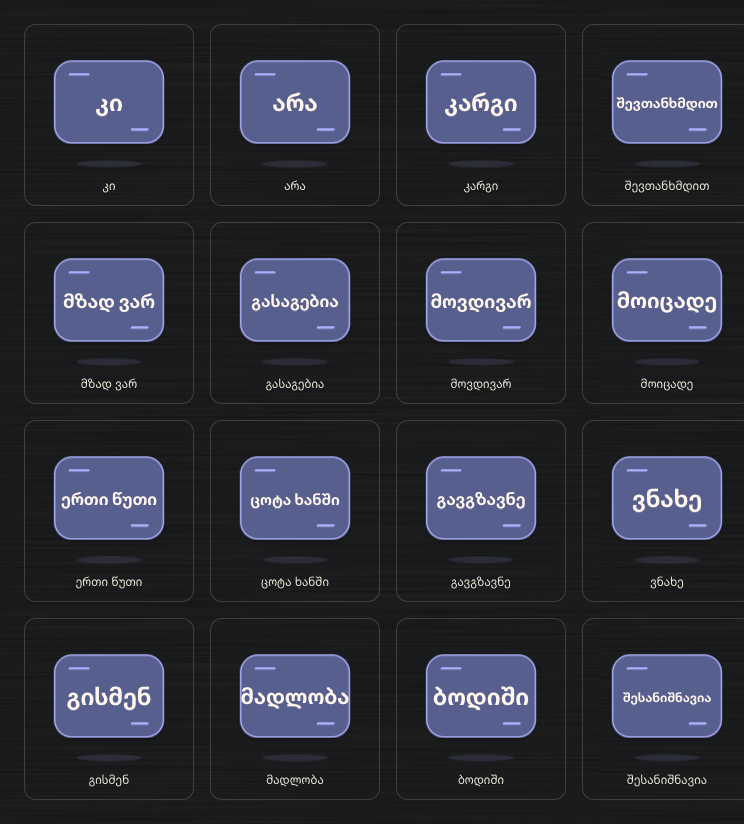 კი
არა
კარგი
შევთანხმდით
კი
არა
კარგი
შევთანხმდით
მზად ვარ
გასაგებია
მოვდივარ
მოიცადე
მზად ვარ
გასაგებია
მოვდივარ
მოიცადე
ერთი წუთი
ცოტა ხანში
გავგზავნე
ვნახე
ერთი წუთი
ცოტა ხანში
გავგზავნე
ვნახე
გისმენ
მადლობა
ბოდიში
შესანიშნავია
გისმენ
მადლობა
ბოდიში
შესანიშნავია